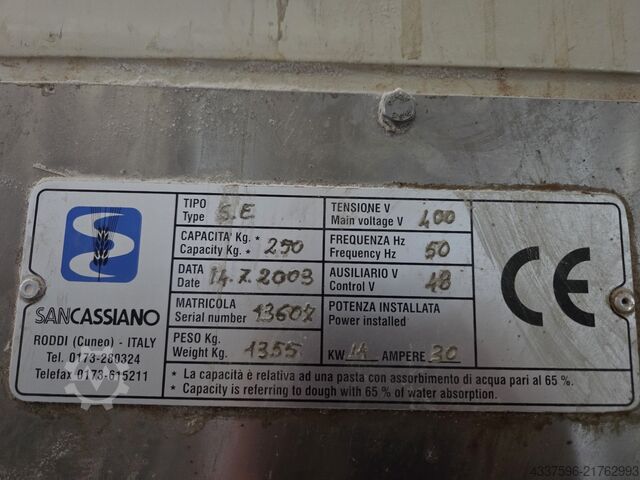 TIPO
Type S.E
TENSIONE V
Main voltage V 400
CAPACITA' Kg. *
Capacity Kg. * 250
FREQUENZA Hz
Frequency Hz 50
DATA
Date 14.7.2003
AUSILIARIO V
Control V 48
MATRICOLA
Serial number 13607
POTENZA INSTALLATA
Power installed
PESO Kg.
Weight Kg. 1355
KW 14 AMPERE 30
CE
SANCASSIANO
RODDI (Cuneo) - ITALY
Tel. 0173-280324
Telefax 0173-615211
* La capacità è relativa ad una pasta con assorbimento di acqua pari al 65 %.
* Capacity is referring to dough with 65 % of water absorption.
4337596-21762993